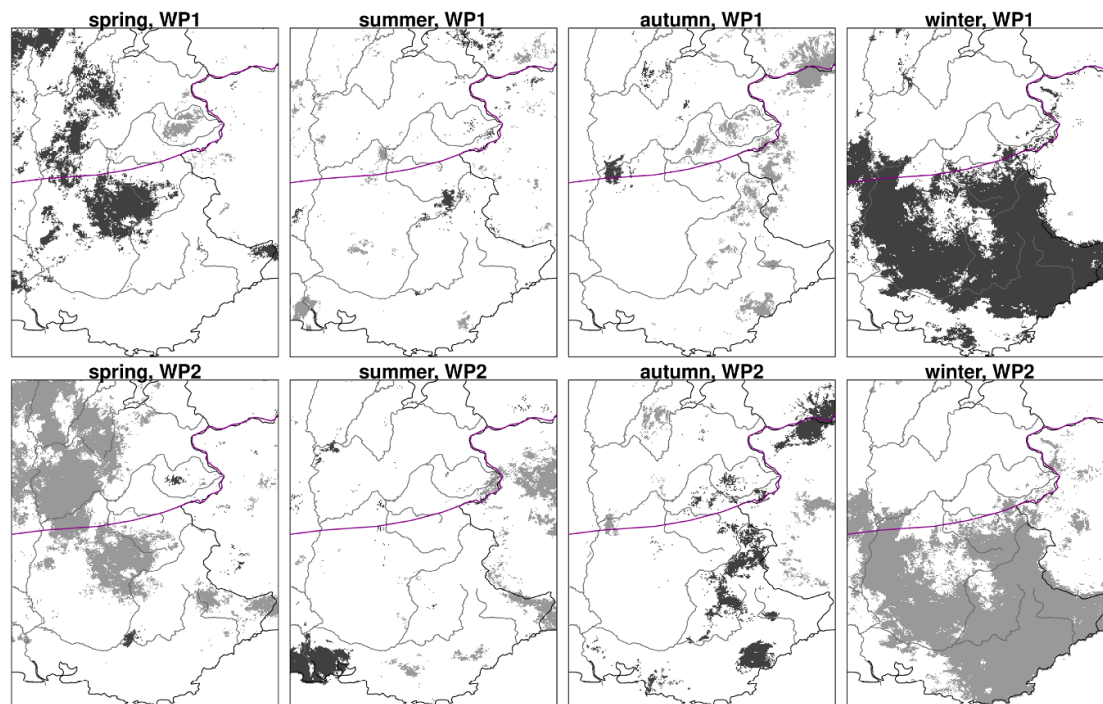 spring, WP1
summer, WP1
autumn, WP1
winter, WP1
spring, WP2
summer, WP2
autumn, WP2
winter, WP2